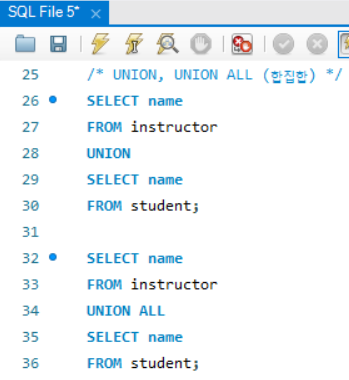 SQL File 5*
25 /* UNION, UNION ALL (합집합) */
26 SELECT name
27 FROM instructor
28 UNION
29 SELECT name
30 FROM student;
31
32 SELECT name
33 FROM instructor
34 UNION ALL
35 SELECT name
36 FROM student;